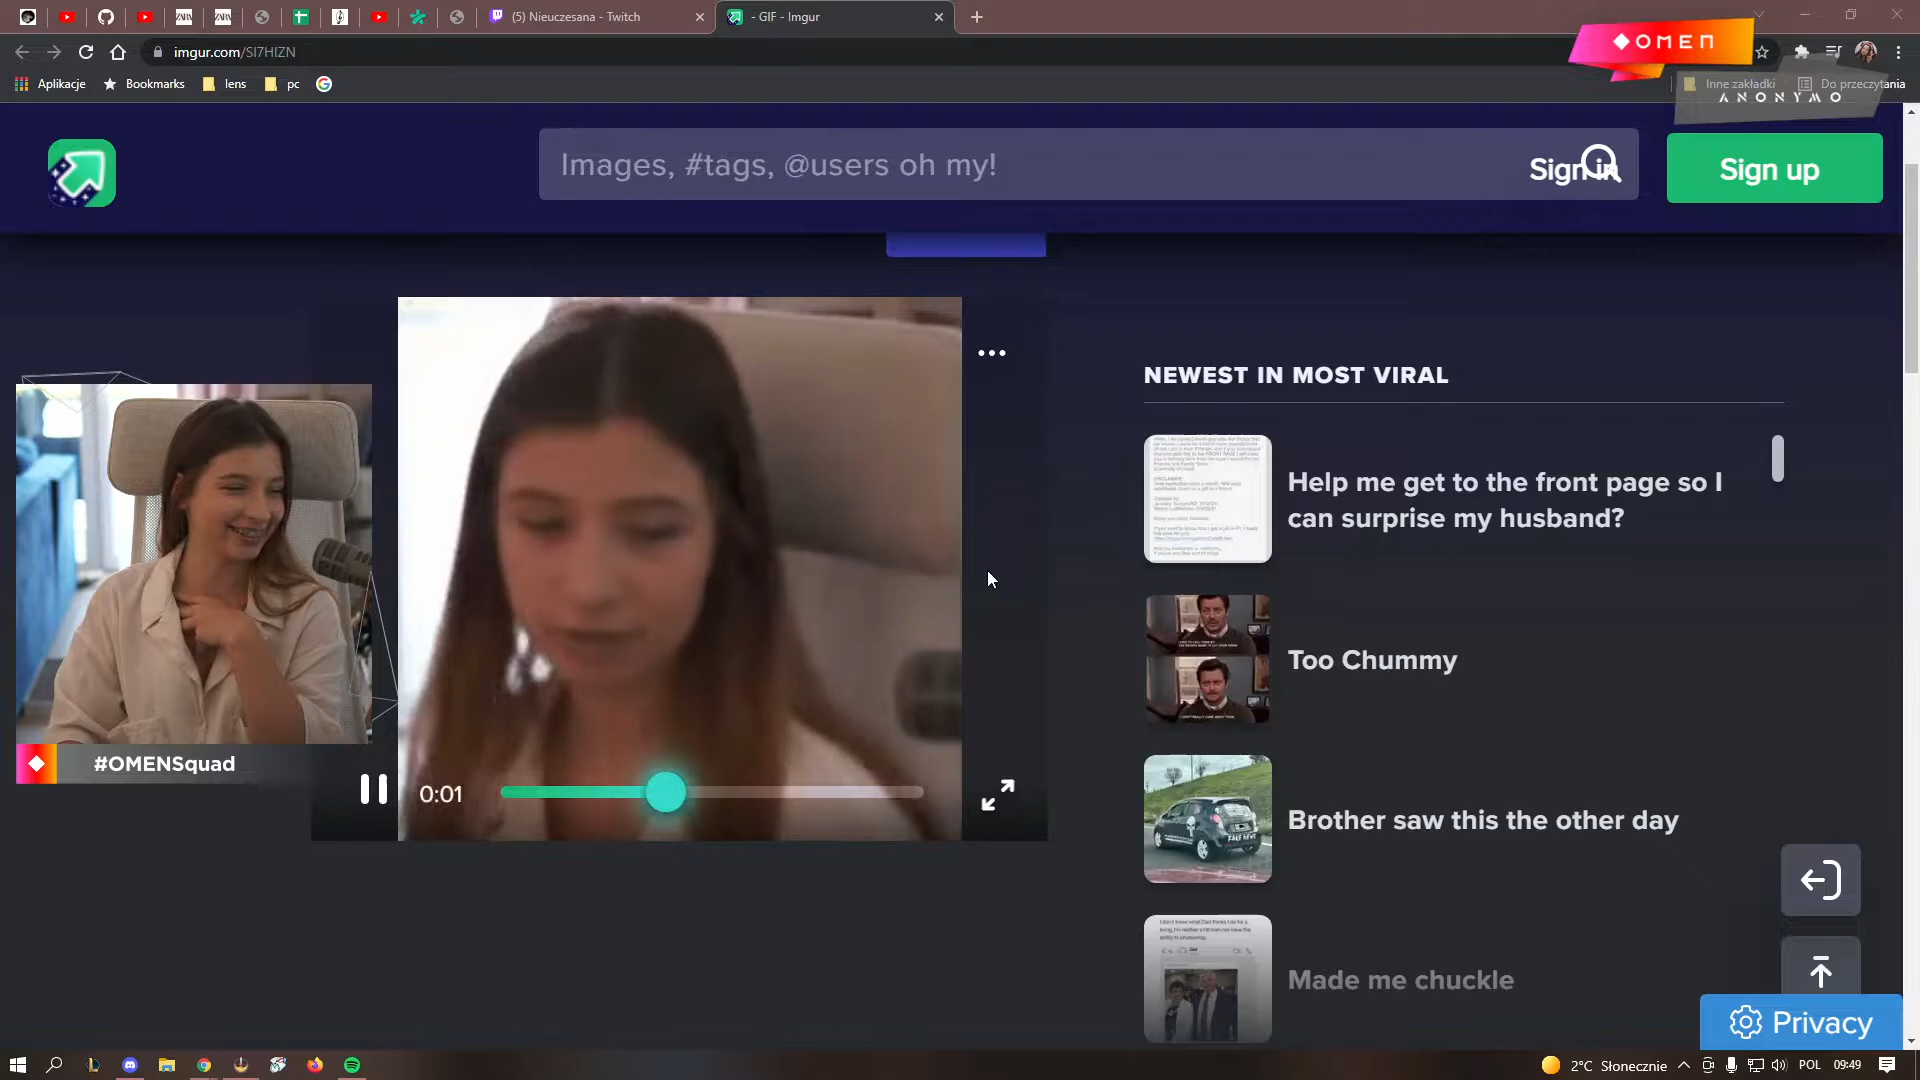 (5) Nieuczesana - Twitch
- GIF - Imgur
imgur.com/SI7HIZN
OMEN
Aplikacje
Bookmarks
lens
pc
Inne zakładki
Do przeczytania
ANONYMO
Images, #tags, @users oh my!
Sign in
Sign up
NEWEST IN MOST VIRAL
Help me get to the front page so I
can surprise my husband?
Too Chummy
Brother saw this the other day
FAKE NEWS
Made me chuckle
#OMENSquad
0:01
Privacy
2°C Słonecznie
POL
09:49